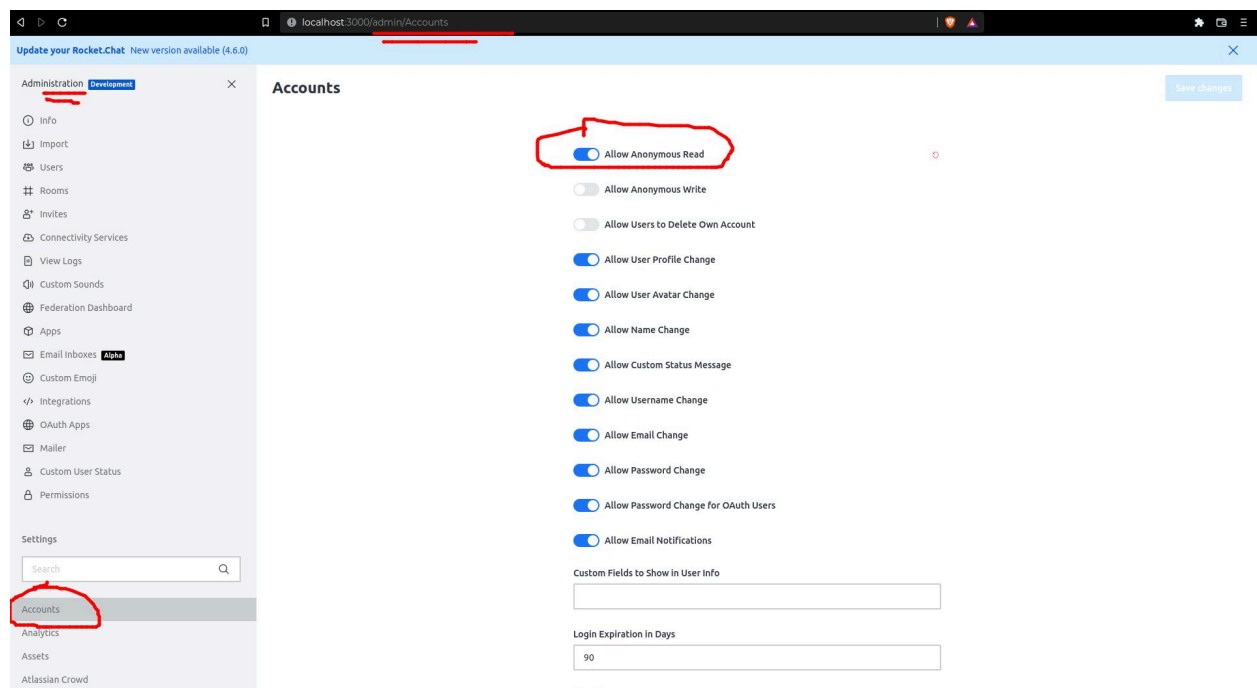 localhost:3000/admin/Accounts
Update your Rocket.Chat New version available (4.6.0)
Administration Development
Info
Import
Users
Rooms
Invites
Connectivity Services
View Logs
Custom Sounds
Federation Dashboard
Apps
Email Inboxes Alpha
Custom Emoji
Integrations
OAuth Apps
Mailer
Custom User Status
Permissions
Settings
Search
Accounts
Analytics
Assets
Atlassian Crowd
Accounts
Save changes
Allow Anonymous Read
Allow Anonymous Write
Allow Users to Delete Own Account
Allow User Profile Change
Allow User Avatar Change
Allow Name Change
Allow Custom Status Message
Allow Username Change
Allow Email Change
Allow Password Change
Allow Password Change for OAuth Users
Allow Email Notifications
Custom Fields to Show in User Info
Login Expiration in Days
90